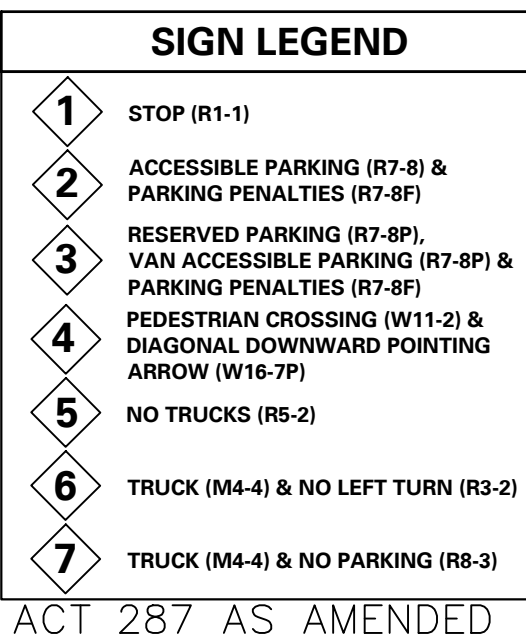 SIGN LEGEND
1 STOP (R1-1)
2 ACCESSIBLE PARKING (R7-8) &
PARKING PENALTIES (R7-8F)
3 RESERVED PARKING (R7-8P),
VAN ACCESSIBLE PARKING (R7-8P) &
PARKING PENALTIES (R7-8F)
4 PEDESTRIAN CROSSING (W11-2) &
DIAGONAL DOWNWARD POINTING
ARROW (W16-7P)
5 NO TRUCKS (R5-2)
6 TRUCK (M4-4) & NO LEFT TURN (R3-2)
7 TRUCK (M4-4) & NO PARKING (R8-3)
ACT 287 AS AMENDED